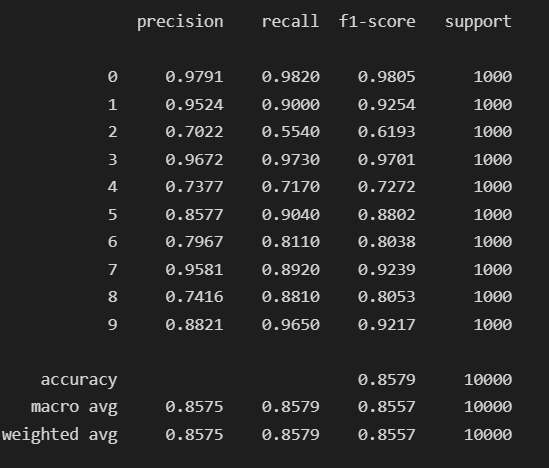 precision recall f1-score support
0 0.9791 0.9820 0.9805 1000
1 0.9524 0.9000 0.9254 1000
2 0.7022 0.5540 0.6193 1000
3 0.9672 0.9730 0.9701 1000
4 0.7377 0.7170 0.7272 1000
5 0.8577 0.9040 0.8802 1000
6 0.7967 0.8110 0.8038 1000
7 0.9581 0.8920 0.9239 1000
8 0.7416 0.8810 0.8053 1000
9 0.8821 0.9650 0.9217 1000
accuracy 0.8579 10000
macro avg 0.8575 0.8579 0.8557 10000
weighted avg 0.8575 0.8579 0.8557 10000